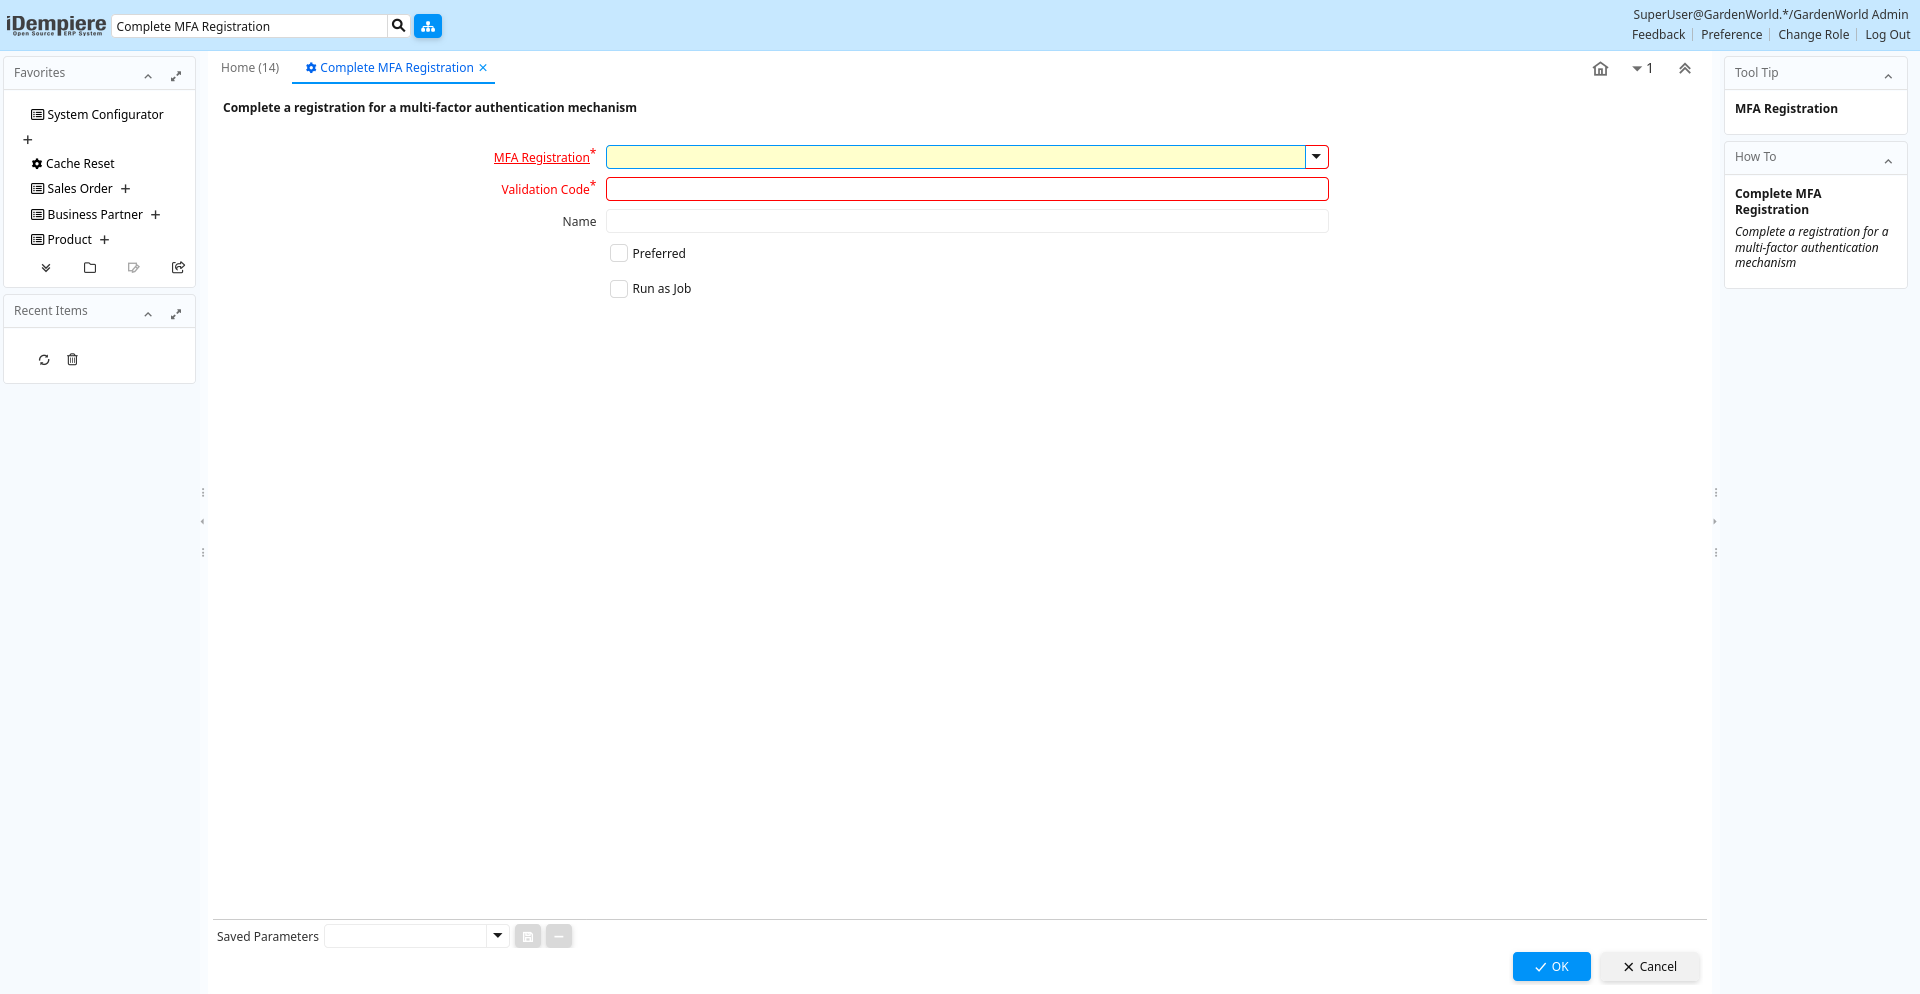 iDempiere
Open Source ERP System
Complete MFA Registration
SuperUser@GardenWorld.*/GardenWorld Admin
Feedback
Preference
Change Role
Log Out
Favorites
System Configurator
Cache Reset
Sales Order
Business Partner
Product
Recent Items
Home (14)
Complete MFA Registration
1
Complete a registration for a multi-factor authentication mechanism
MFA Registration*
Validation Code*
Name
Preferred
Run as Job
Saved Parameters
OK
Cancel
Tool Tip
MFA Registration
How To
Complete MFA
Registration
Complete a registration for a
multi-factor authentication
mechanism